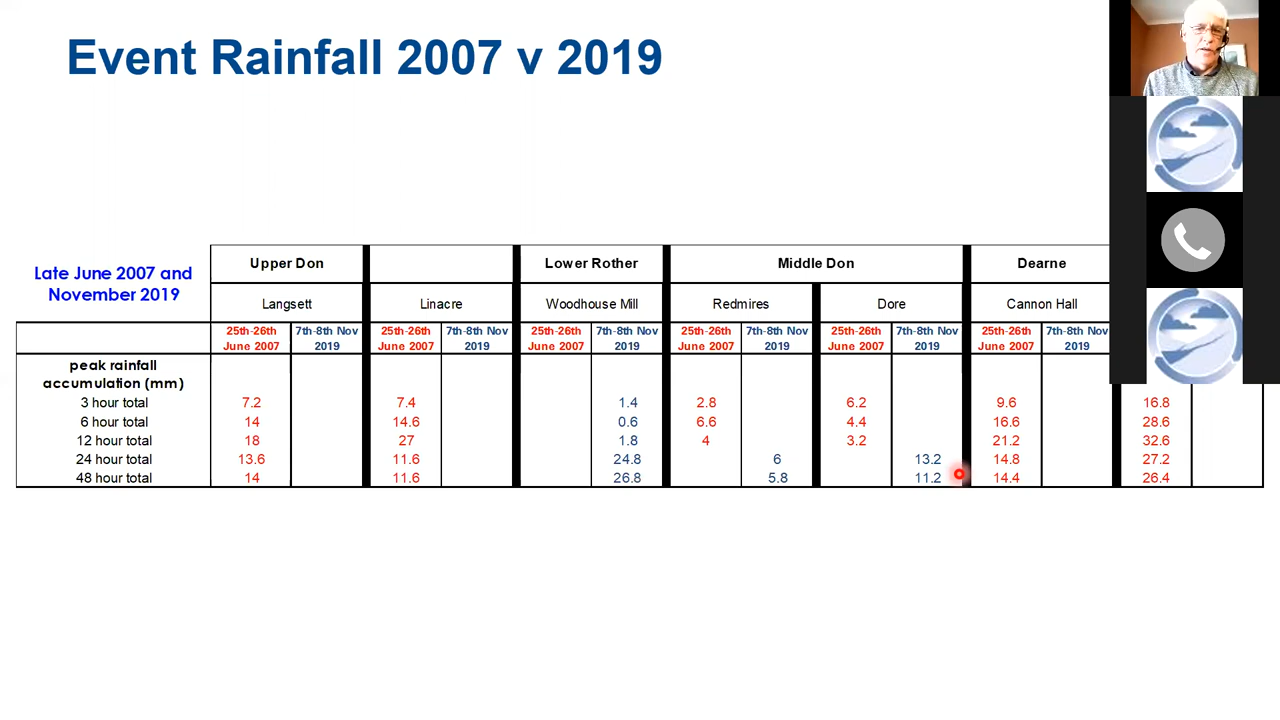 Event Rainfall 2007 v 2019
Late June 2007 and
November 2019
Upper Don
Lower Rother
Middle Don
Dearne
Langsett
Linacre
Woodhouse Mill
Redmires
Dore
Cannon Hall
25th-26th June 2007
7th-8th Nov 2019
25th-26th June 2007
7th-8th Nov 2019
25th-26th June 2007
7th-8th Nov 2019
25th-26th June 2007
7th-8th Nov 2019
25th-26th June 2007
7th-8th Nov 2019
25th-26th June 2007
7th-8th Nov 2019
peak rainfall
accumulation (mm)
3 hour total 7.2 7.4 1.4 2.8 6.2 9.6 16.8
6 hour total 14 14.6 0.6 6.6 4.4 16.6 28.6
12 hour total 18 27 1.8 4 3.2 21.2 32.6
24 hour total 13.6 11.6 24.8 6 13.2 14.8 27.2
48 hour total 14 11.6 26.8 5.8 11.2 14.4 26.4